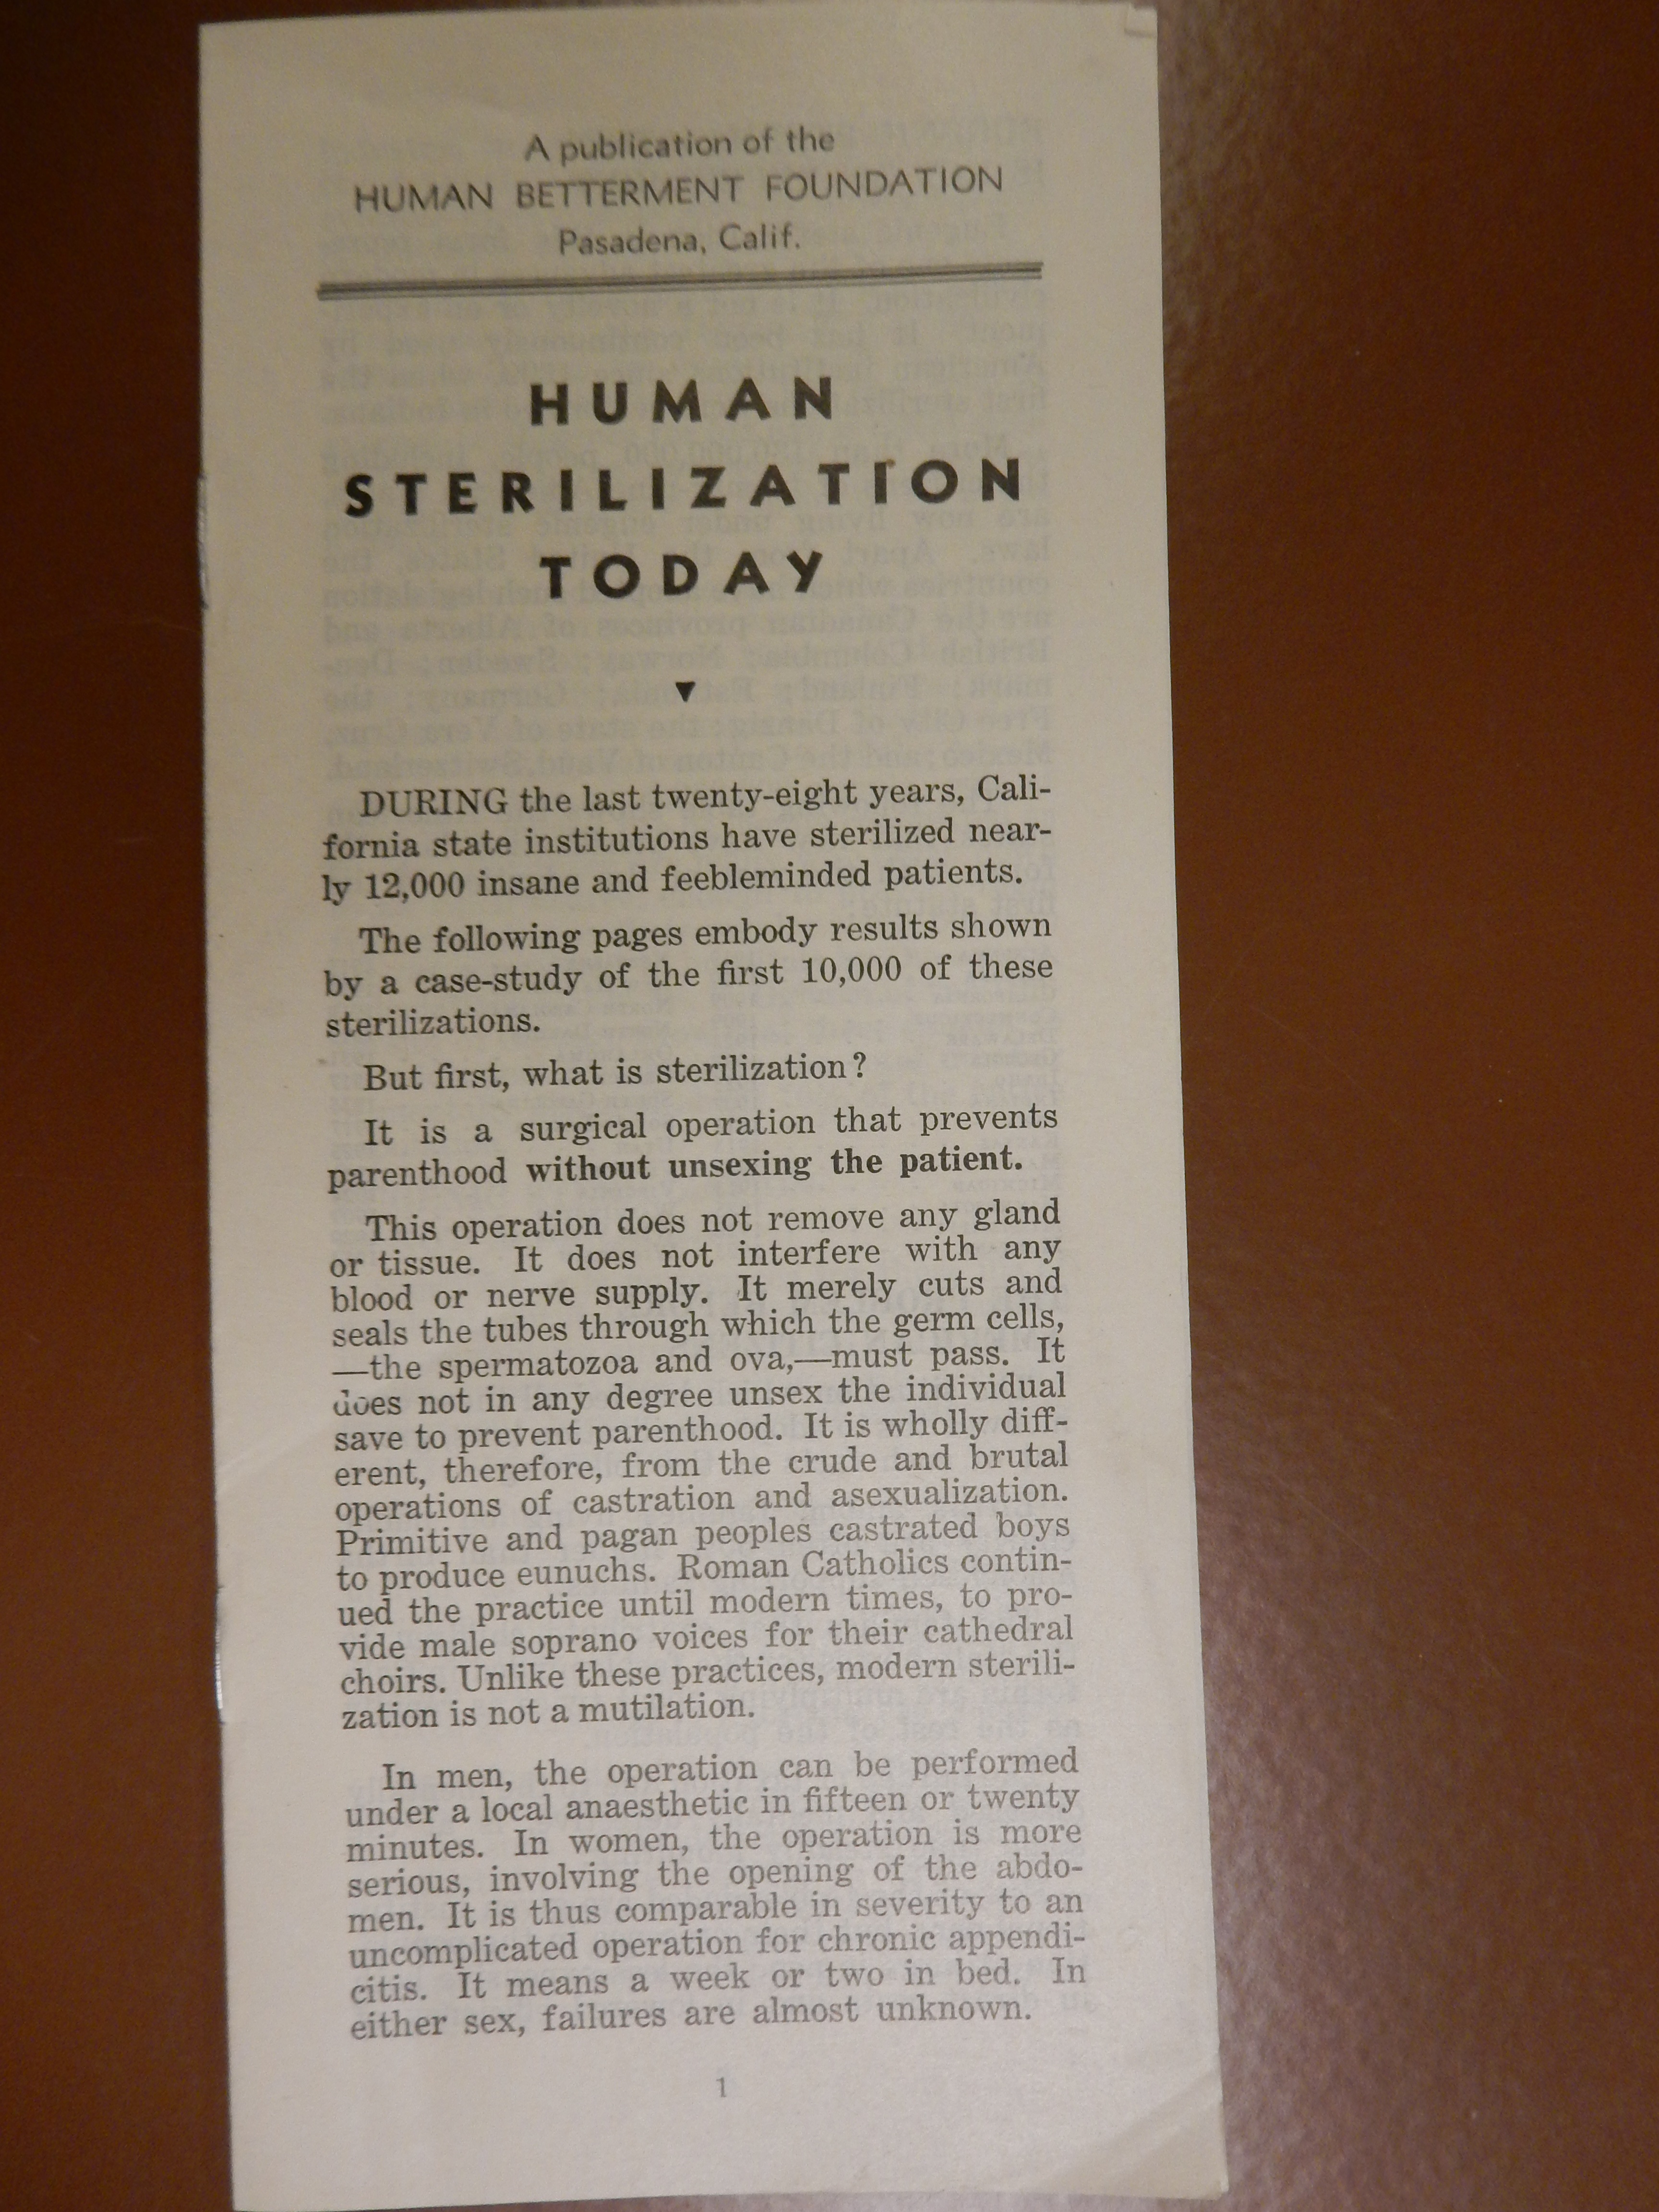 A publication of the
HUMAN BETTERMENT FOUNDATION
Pasadena, Calif.
HUMAN
STERILIZATION
TODAY
DURING the last twenty-eight years, Cali-
fornia state institutions have sterilized near-
ly 12,000 insane and feebleminded patients.
The following pages embody results shown
by a case-study of the first 10,000 of these
sterilizations.
But first, what is sterilization?
It is a surgical operation that prevents
parenthood without unsexing the patient.
This operation does not remove any gland
or tissue. It does not interfere with any
blood or nerve supply. It merely cuts and
seals the tubes through which the germ cells,
—the spermatozoa and ova,—must pass. It
does not in any degree unsex the individual
save to prevent parenthood. It is wholly diff-
erent, therefore, from the crude and brutal
operations of castration and asexualization.
Primitive and pagan peoples castrated boys
to produce eunuchs. Roman Catholics contin-
ued the practice until modern times, to pro-
vide male soprano voices for their cathedral
choirs. Unlike these practices, modern sterili-
zation is not a mutilation.
In men, the operation can be performed
under a local anaesthetic in fifteen or twenty
minutes. In women, the operation is more
serious, involving the opening of the abdo-
men. It is thus comparable in severity to an
uncomplicated operation for chronic appendi-
citis. It means a week or two in bed. In
either sex, failures are almost unknown.
1